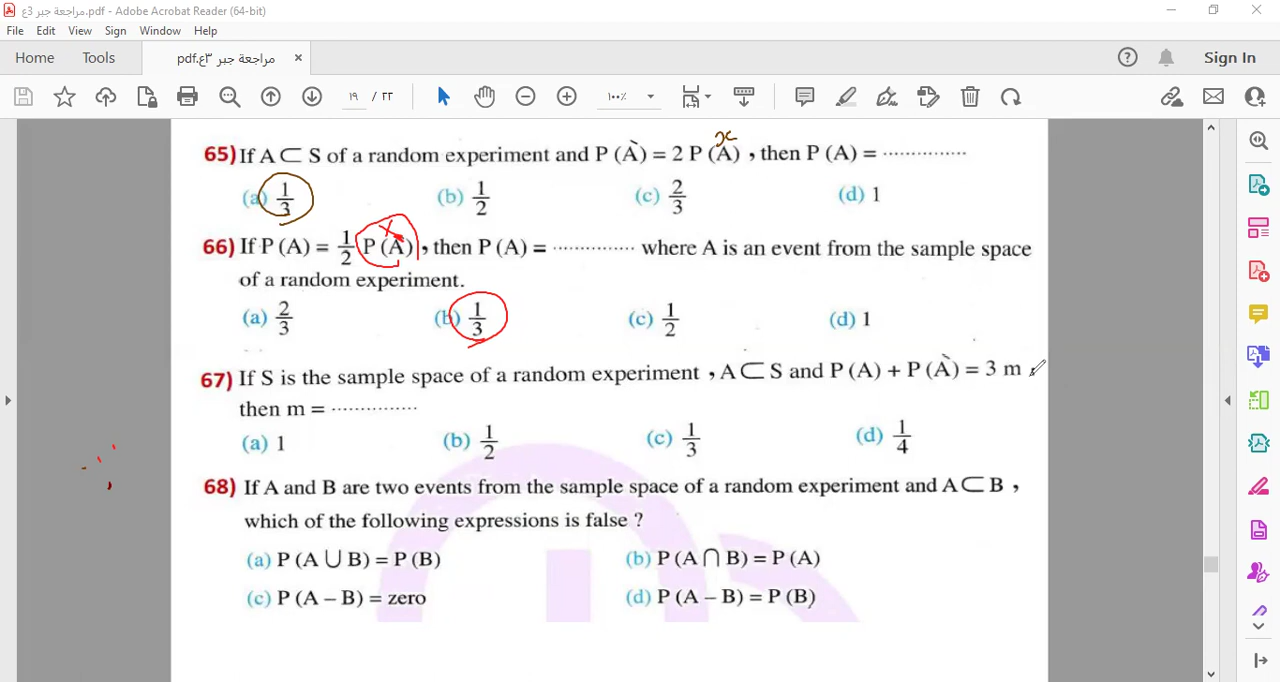 مراجعة جبر 3ع.pdf - Adobe Acrobat Reader (64-bit)
File Edit View Sign Window Help
Home Tools مراجعة جبر ٣ع.pdf × Sign In
١٩ / ٢٢ ١٠٠٪
x
65) If A ⊂ S of a random experiment and P (À) = 2 P (A) , then P (A) = ..............
(a) 1/3 (b) 1/2 (c) 2/3 (d) 1
66) If P (A) = 1/2 P (À) , then P (A) = .............. where A is an event from the sample space
of a random experiment.
(a) 2/3 (b) 1/3 (c) 1/2 (d) 1
67) If S is the sample space of a random experiment , A ⊂ S and P (A) + P (À) = 3 m ,
then m = ..............
(a) 1 (b) 1/2 (c) 1/3 (d) 1/4
68) If A and B are two events from the sample space of a random experiment and A ⊂ B ,
which of the following expressions is false ?
(a) P (A ⋃ B) = P (B) (b) P (A ⋂ B) = P (A)
(c) P (A – B) = zero (d) P (A – B) = P (B)